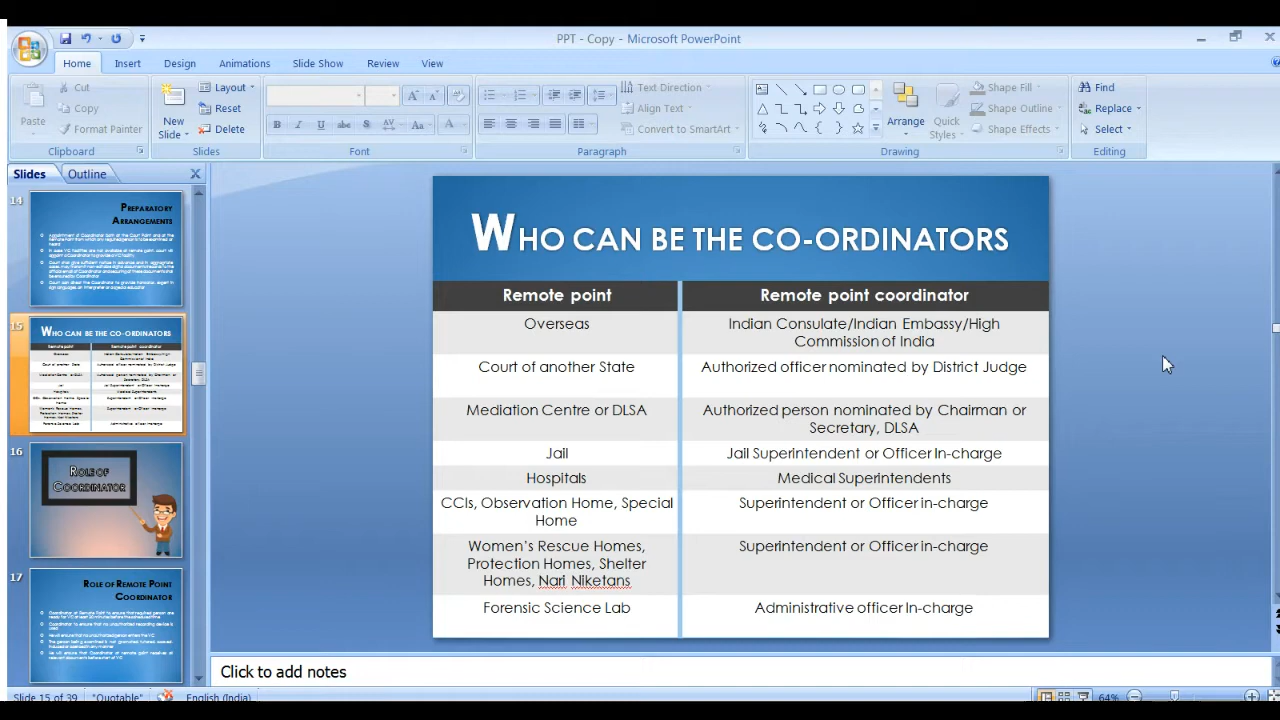 PPT - Copy - Microsoft PowerPoint
Home Insert Design Slide Show Animations Review View
Cut
Copy
Format Painter
Paste
Clipboard
New Slide
Layout
Reset
Delete
Slides
Font
Text Direction
Align Text
Convert to SmartArt
Paragraph
Arrange
Quick Styles
Shape Fill
Shape Outline
Shape Effects
Drawing
Find
Replace
Select
Editing
Slides Outline
14
PREPARATORY
ARRANGEMENTS
15
WHO CAN BE THE CO-ORDINATORS
16
ROLE OF
COORDINATOR
17
ROLE OF REMOTE POINT
COORDINATOR
WHO CAN BE THE CO-ORDINATORS
Remote point Remote point coordinator
Overseas Indian Consulate/Indian Embassy/High
Commission of India
Court of another State Authorized officer nominated by District Judge
Mediation Centre or DLSA Authorized person nominated by Chairman or
Secretary, DLSA
Jail Jail Superintendent or Officer In-charge
Hospitals Medical Superintendents
CCIs, Observation Home, Special Superintendent or Officer in-charge
Home
Women's Rescue Homes, Superintendent or Officer in-charge
Protection Homes, Shelter
Homes, Nari Niketans
Forensic Science Lab Administrative officer In-charge
Click to add notes
Slide 15 of 39 "Quotable" English (India) 64%